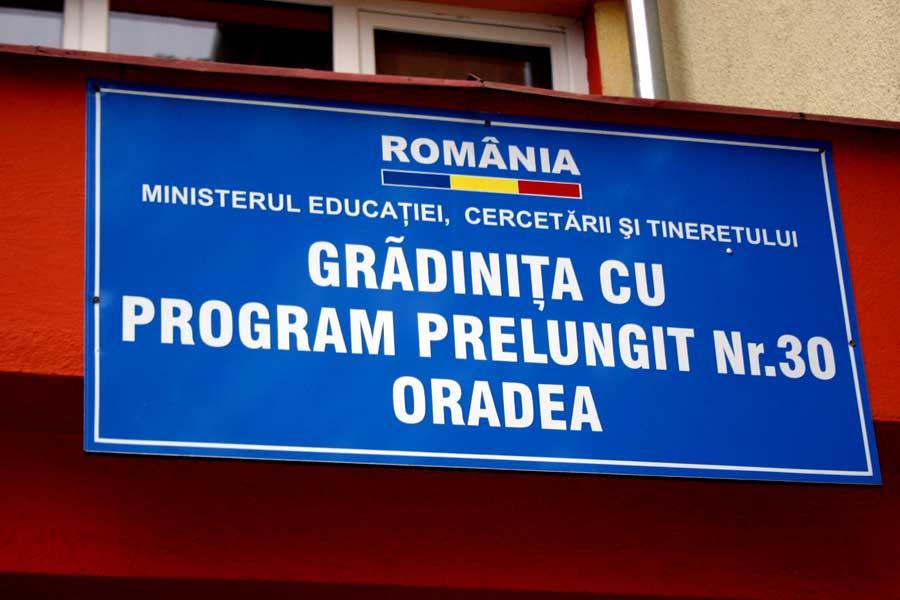 ROMÂNIA
MINISTERUL EDUCAȚIEI, CERCETĂRII ŞI TINERETULUI
GRÃDINIȚA CU
PROGRAM PRELUNGIT Nr.30
ORADEA